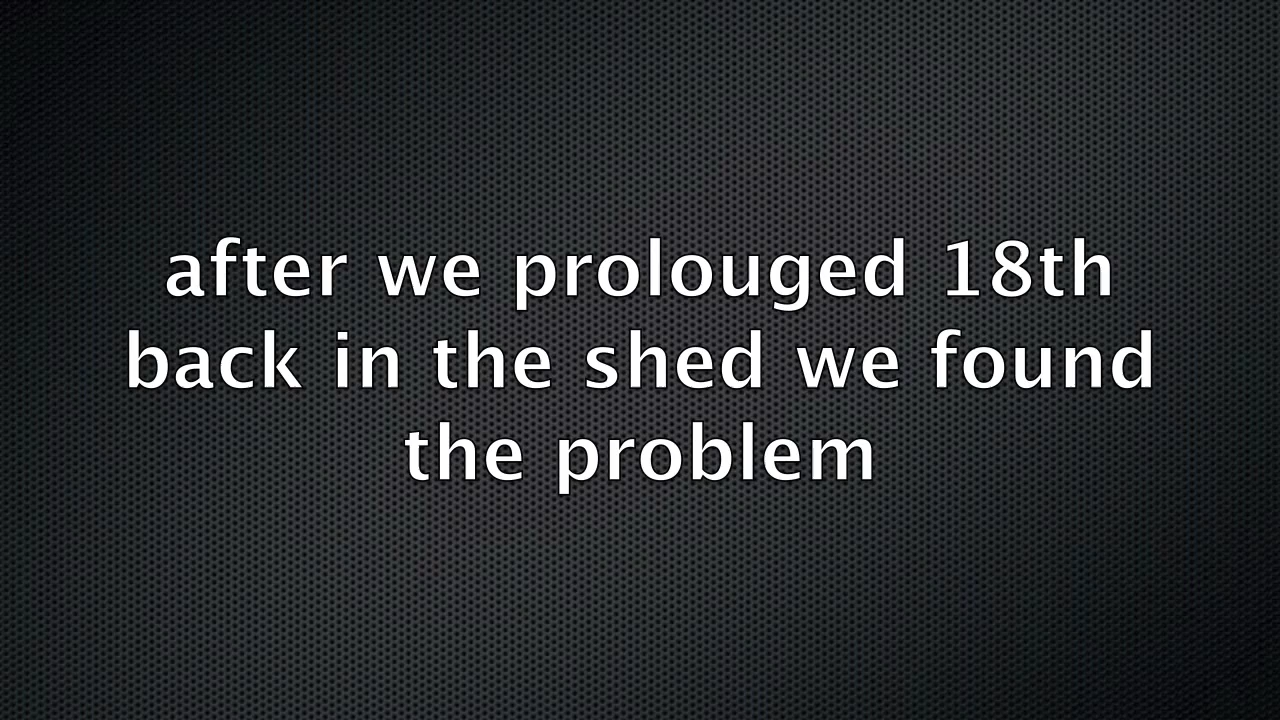 after we prolouged 18th
back in the shed we found
the problem